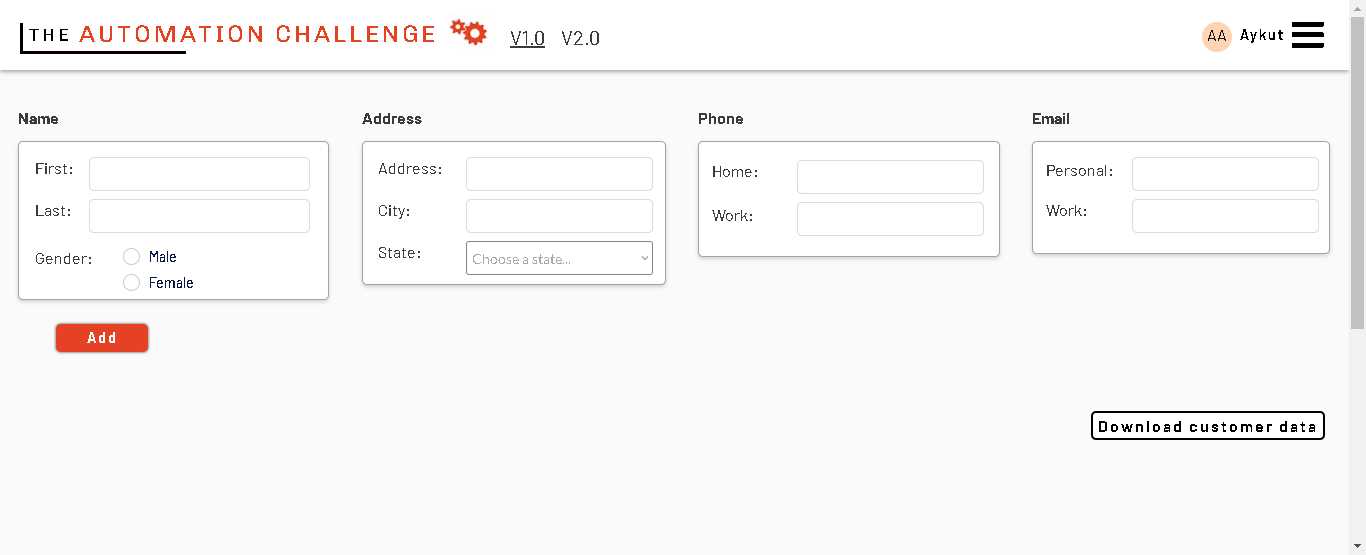 THE AUTOMATION CHALLENGE V1.0 V2.0 AA Aykut
Name
First:
Last:
Gender:
Male
Female
Address
Address:
City:
State:
Choose a state...
Phone
Home:
Work:
Email
Personal:
Work:
Add
Download customer data